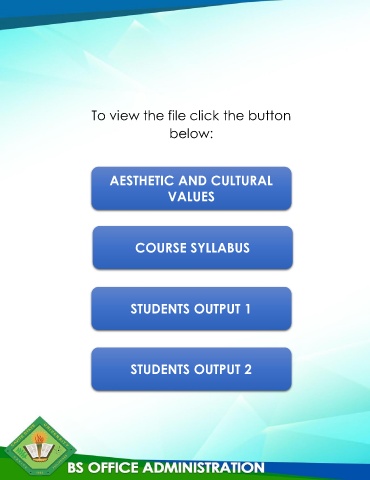 To view the file click the button
below:
AESTHETIC AND CULTURAL
VALUES
COURSE SYLLABUS
STUDENTS OUTPUT 1
STUDENTS OUTPUT 2
BS OFFICE ADMINISTRATION